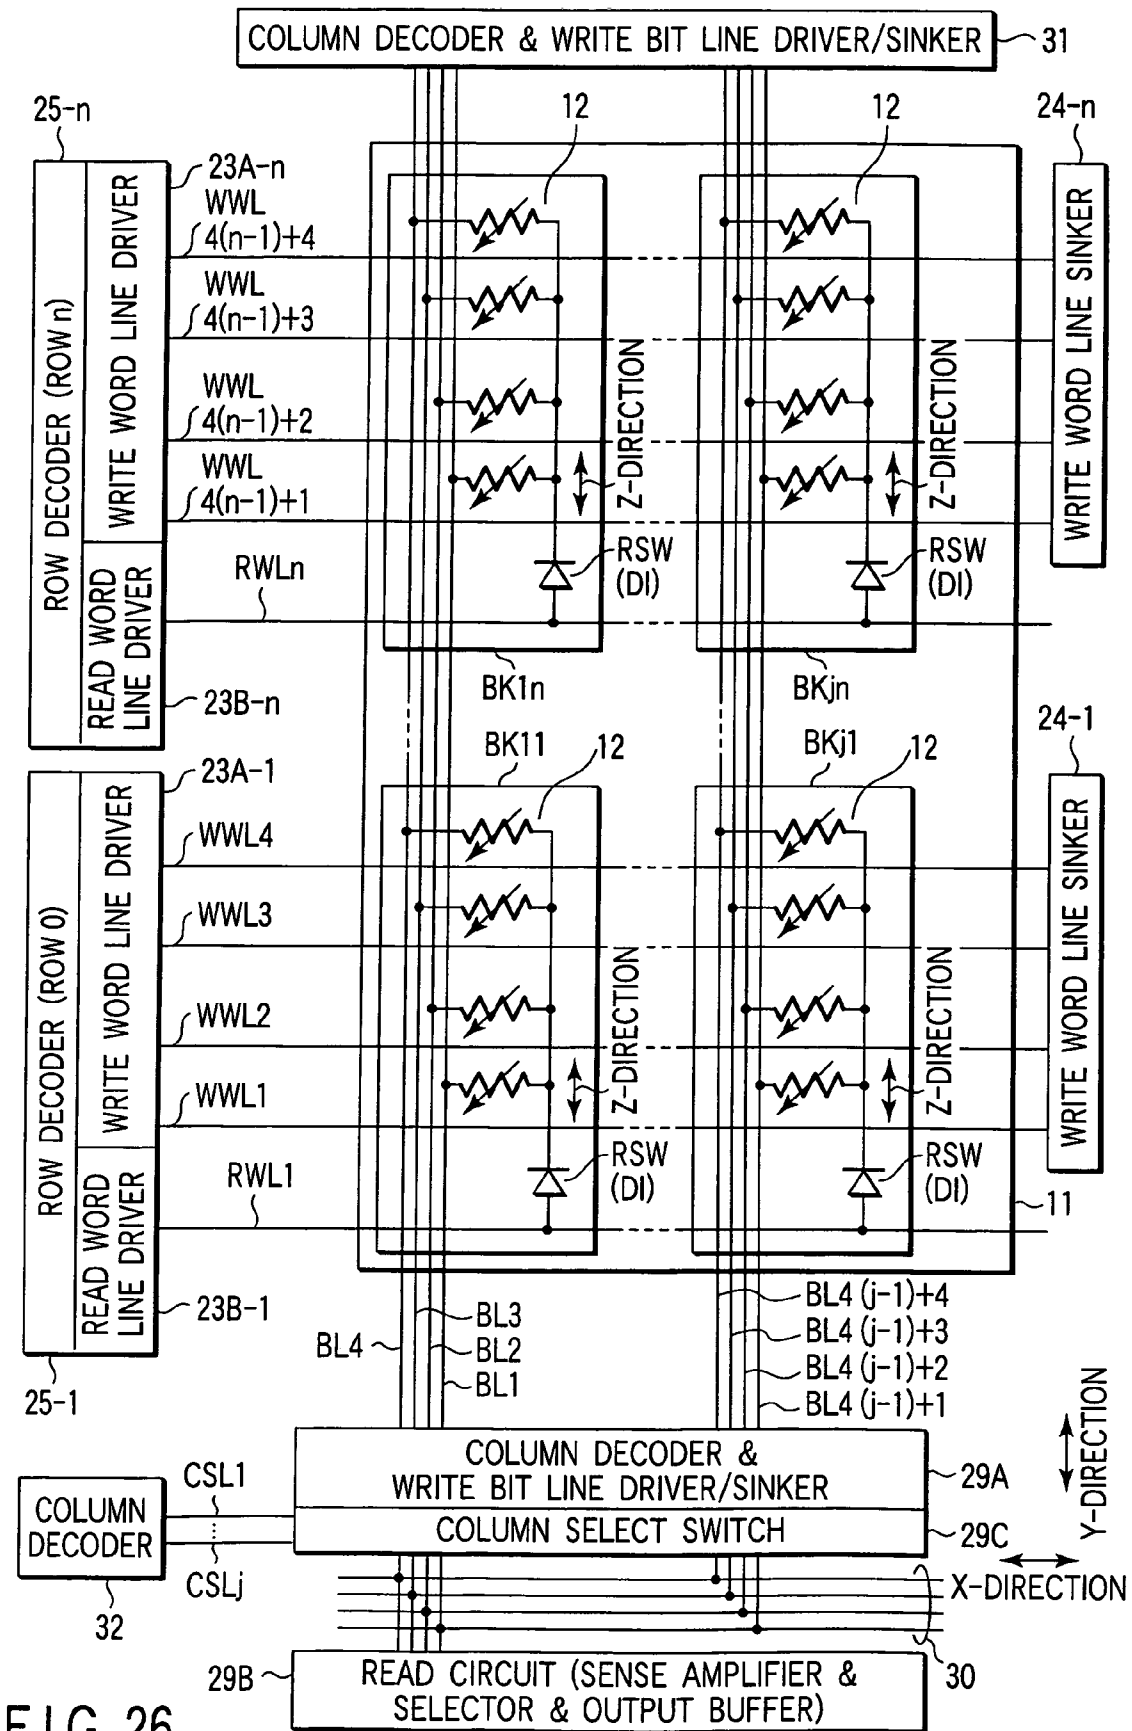 COLUMN DECODER & WRITE BIT LINE DRIVER/SINKER
31
25-n
12
12
24-n
23A-n
ROW DECODER (ROW n)
WRITE WORD LINE DRIVER
READ WORD
LINE DRIVER
WWL
4(n-1)+4
WWL
4(n-1)+3
WWL
4(n-1)+2
WWL
4(n-1)+1
RWLn
23B-n
Z-DIRECTION
RSW
(DI)
Z-DIRECTION
RSW
(DI)
WRITE WORD LINE SINKER
BK1n
BKjn
24-1
23A-1
BK11
12
BKj1
12
ROW DECODER (ROW 0)
WRITE WORD LINE DRIVER
READ WORD
LINE DRIVER
WWL4
WWL3
WWL2
WWL1
RWL1
23B-1
25-1
Z-DIRECTION
RSW
(DI)
Z-DIRECTION
RSW
(DI)
WRITE WORD LINE SINKER
11
BL4
BL3
BL2
BL1
BL4 (j-1)+4
BL4 (j-1)+3
BL4 (j-1)+2
BL4 (j-1)+1
Y-DIRECTION
COLUMN DECODER &
WRITE BIT LINE DRIVER/SINKER
29A
COLUMN SELECT SWITCH
29C
CSL1
CSLj
COLUMN
DECODER
32
X-DIRECTION
30
29B
READ CIRCUIT (SENSE AMPLIFIER &
SELECTOR & OUTPUT BUFFER)
FIG. 26